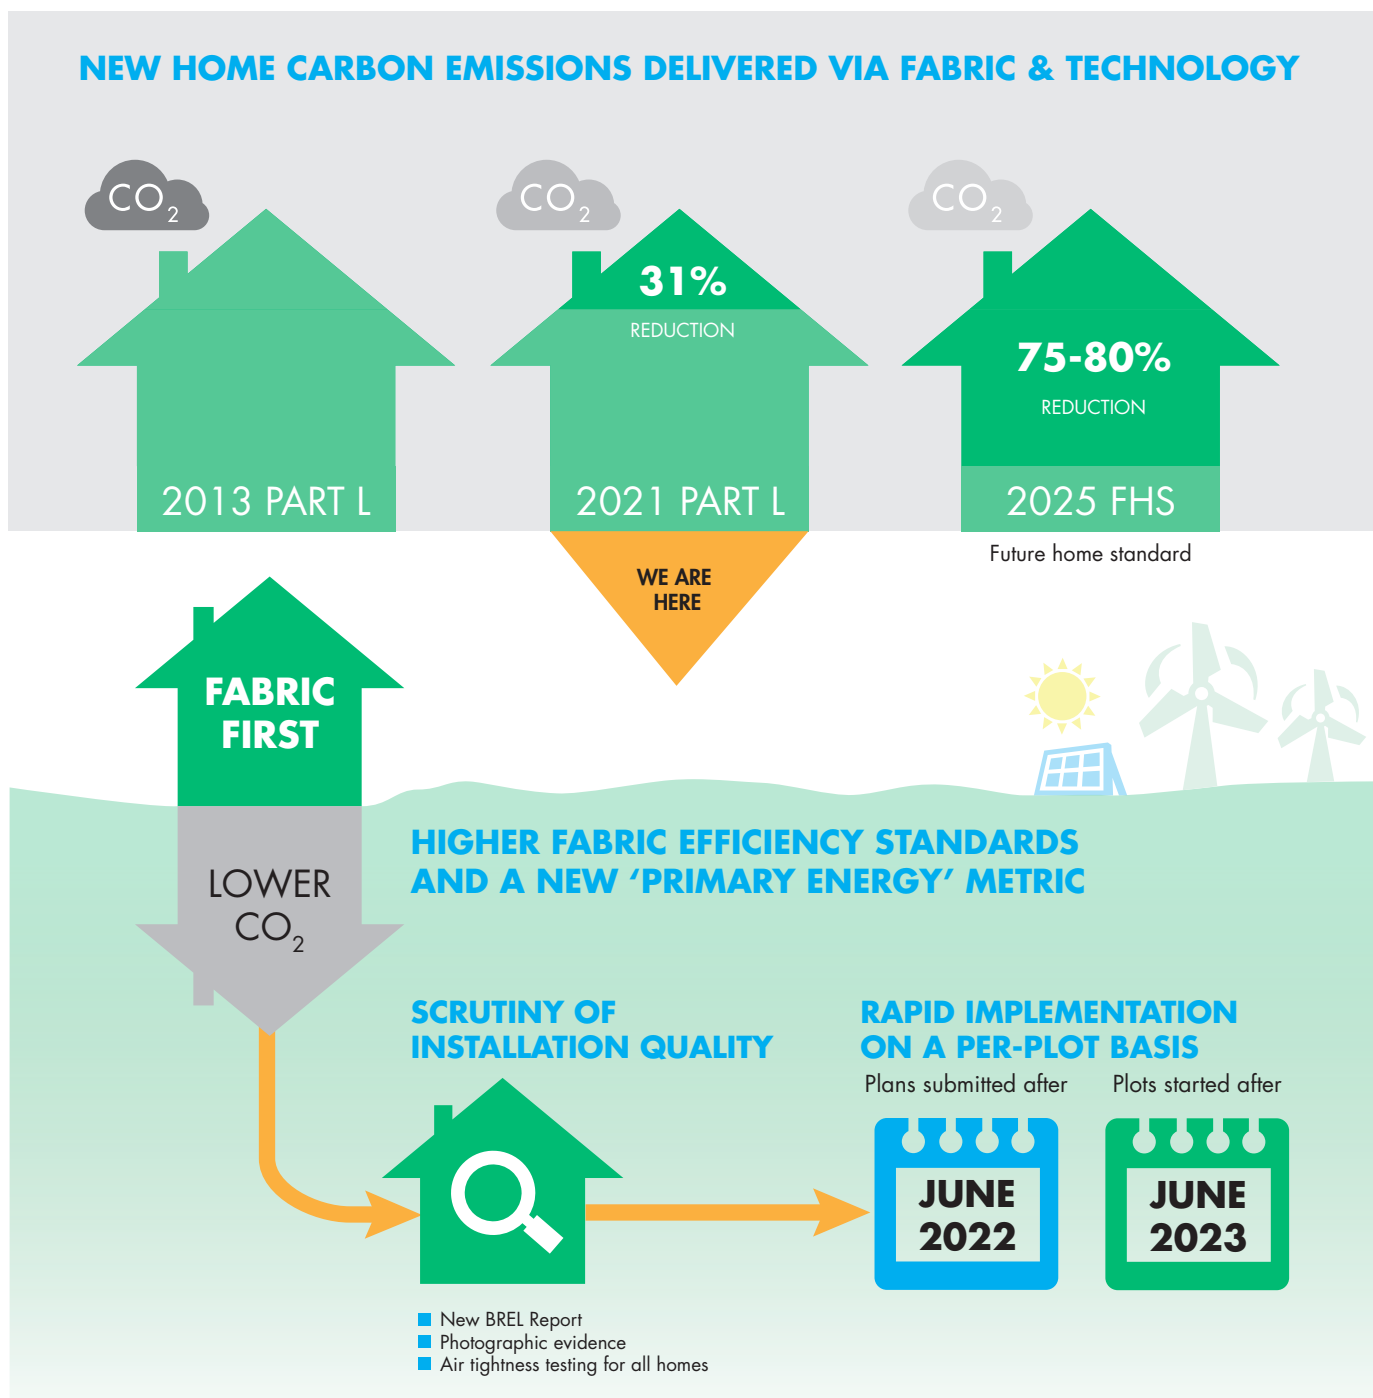 NEW HOME CARBON EMISSIONS DELIVERED VIA FABRIC & TECHNOLOGY
CO2
CO2
CO2
31%
REDUCTION
75-80%
REDUCTION
2013 PART L
2021 PART L
2025 FHS
Future home standard
WE ARE
HERE
FABRIC
FIRST
LOWER
CO2
HIGHER FABRIC EFFICIENCY STANDARDS
AND A NEW ‘PRIMARY ENERGY’ METRIC
SCRUTINY OF
INSTALLATION QUALITY
New BREL Report
Photographic evidence
Air tightness testing for all homes
RAPID IMPLEMENTATION
ON A PER-PLOT BASIS
Plans submitted after
JUNE
2022
Plots started after
JUNE
2023